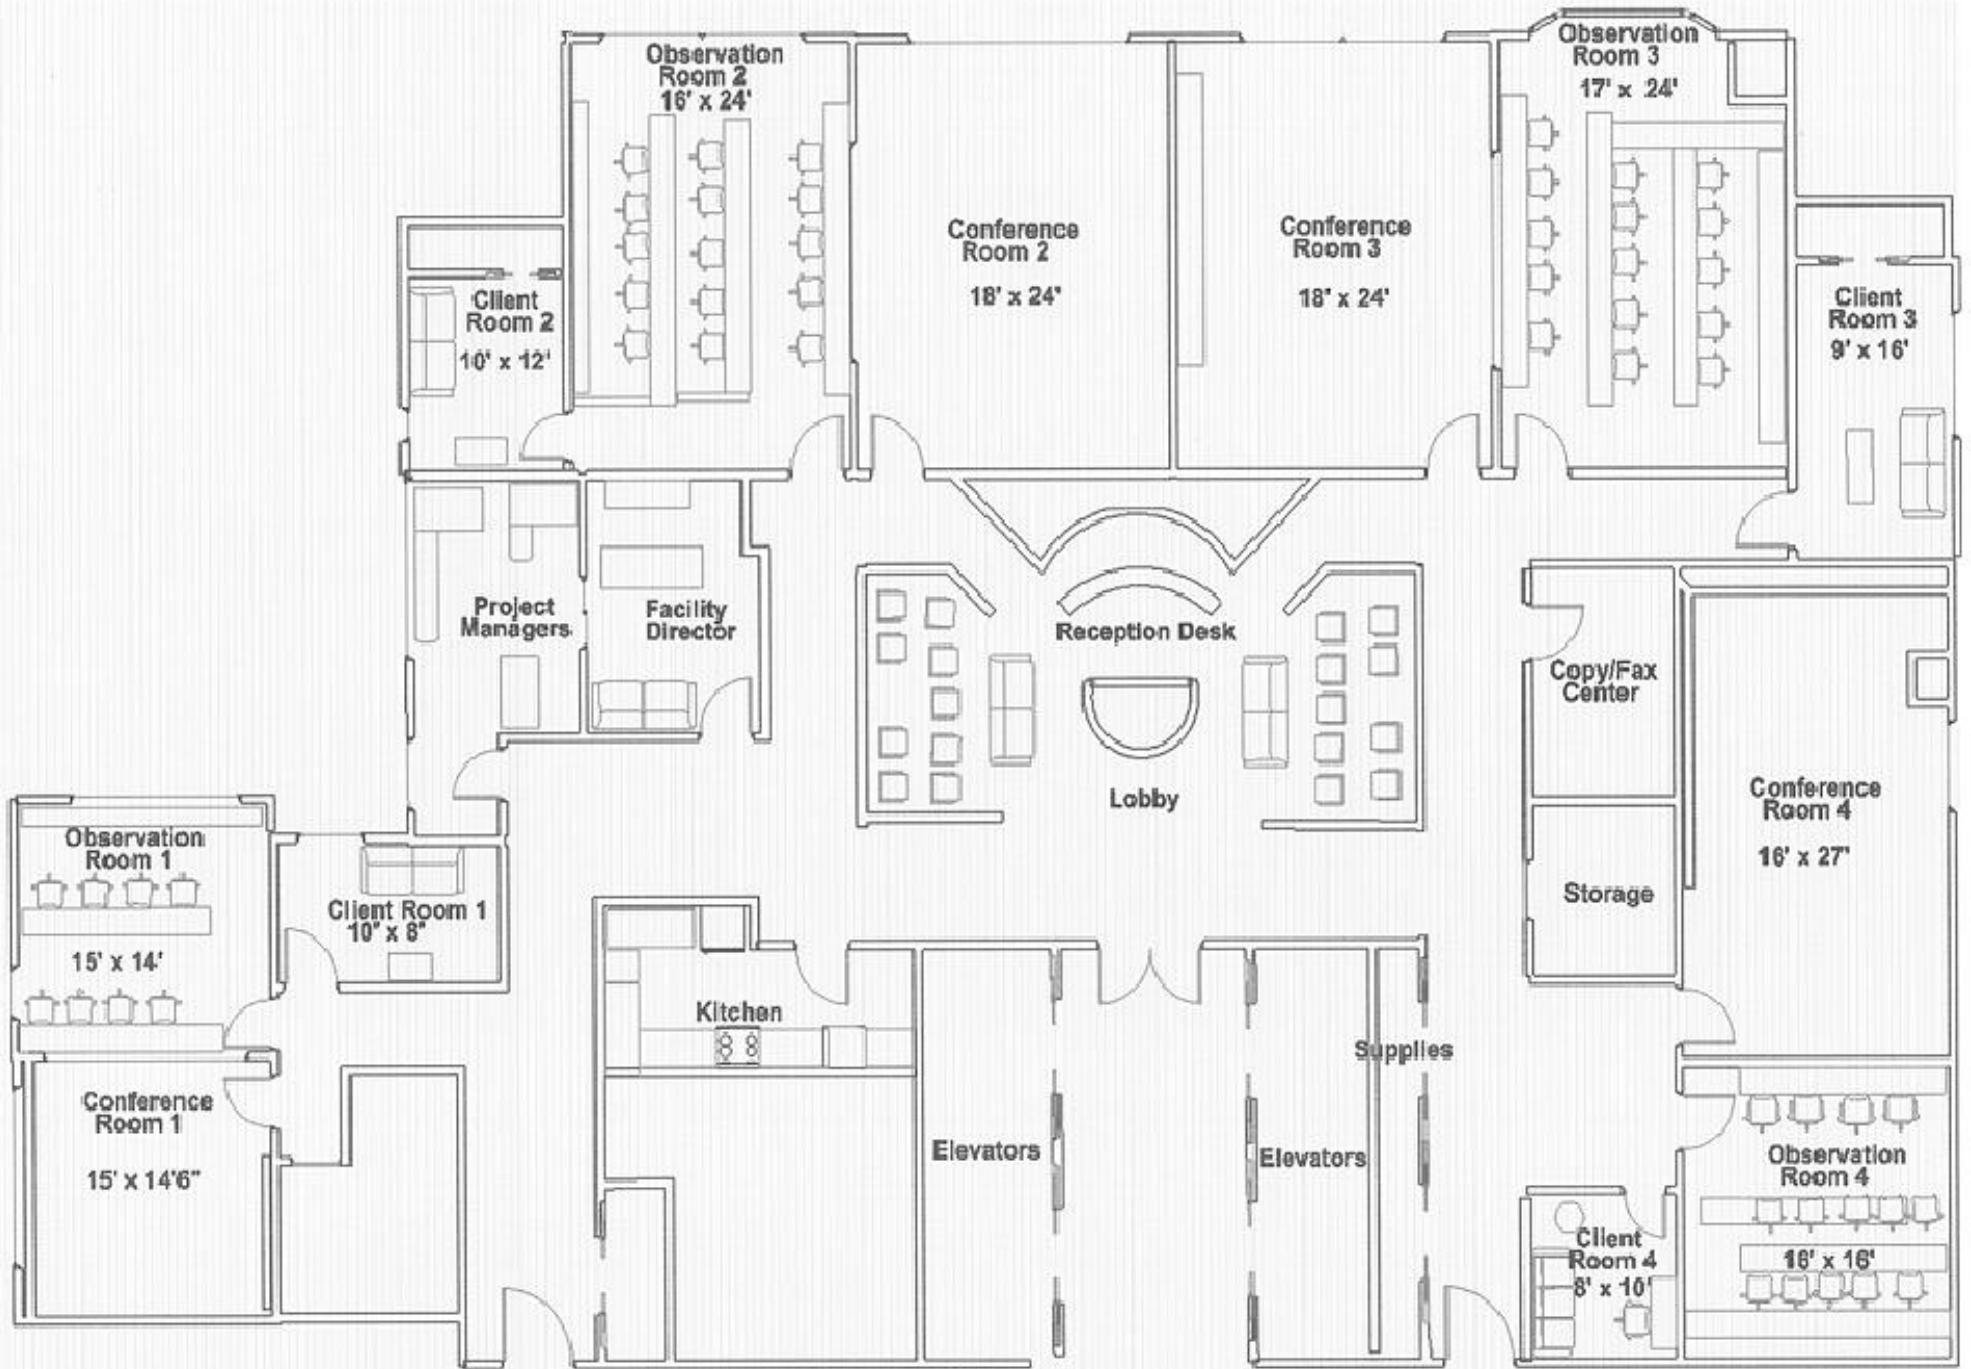 Observation
Room 2
16' x 24'
Conference
Room 2
18' x 24'
Conference
Room 3
18" x 24'
Observation
Room 3
17' x 24'
Client
Room 2
10' x 12'
Client
Room 3
9' x 16'
Project
Managers
Facility
Director
Reception Desk
Lobby
Copy/Fax
Center
Storage
Conference
Room 4
16' x 27"
Observation
Room 1
15' x 14'
Client Room 1
10" x 8"
Kitchen
Supplies
Conference
Room 1
15' x 14'6"
Elevators
Elevators
Observation
Room 4
16' x 16'
Client
Room 4
8' x 10'